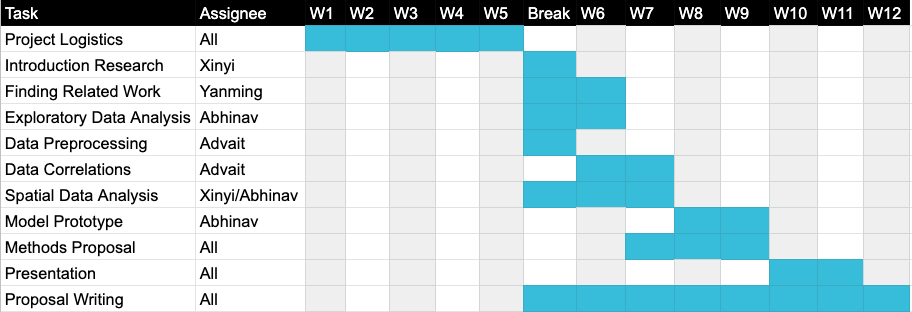 Task Assignee W1 W2 W3 W4 W5 Break W6 W7 W8 W9 W10 W11 W12
Project Logistics All
Introduction Research Xinyi
Finding Related Work Yanming
Exploratory Data Analysis Abhinav
Data Preprocessing Advait
Data Correlations Advait
Spatial Data Analysis Xinyi/Abhinav
Model Prototype Abhinav
Methods Proposal All
Presentation All
Proposal Writing All